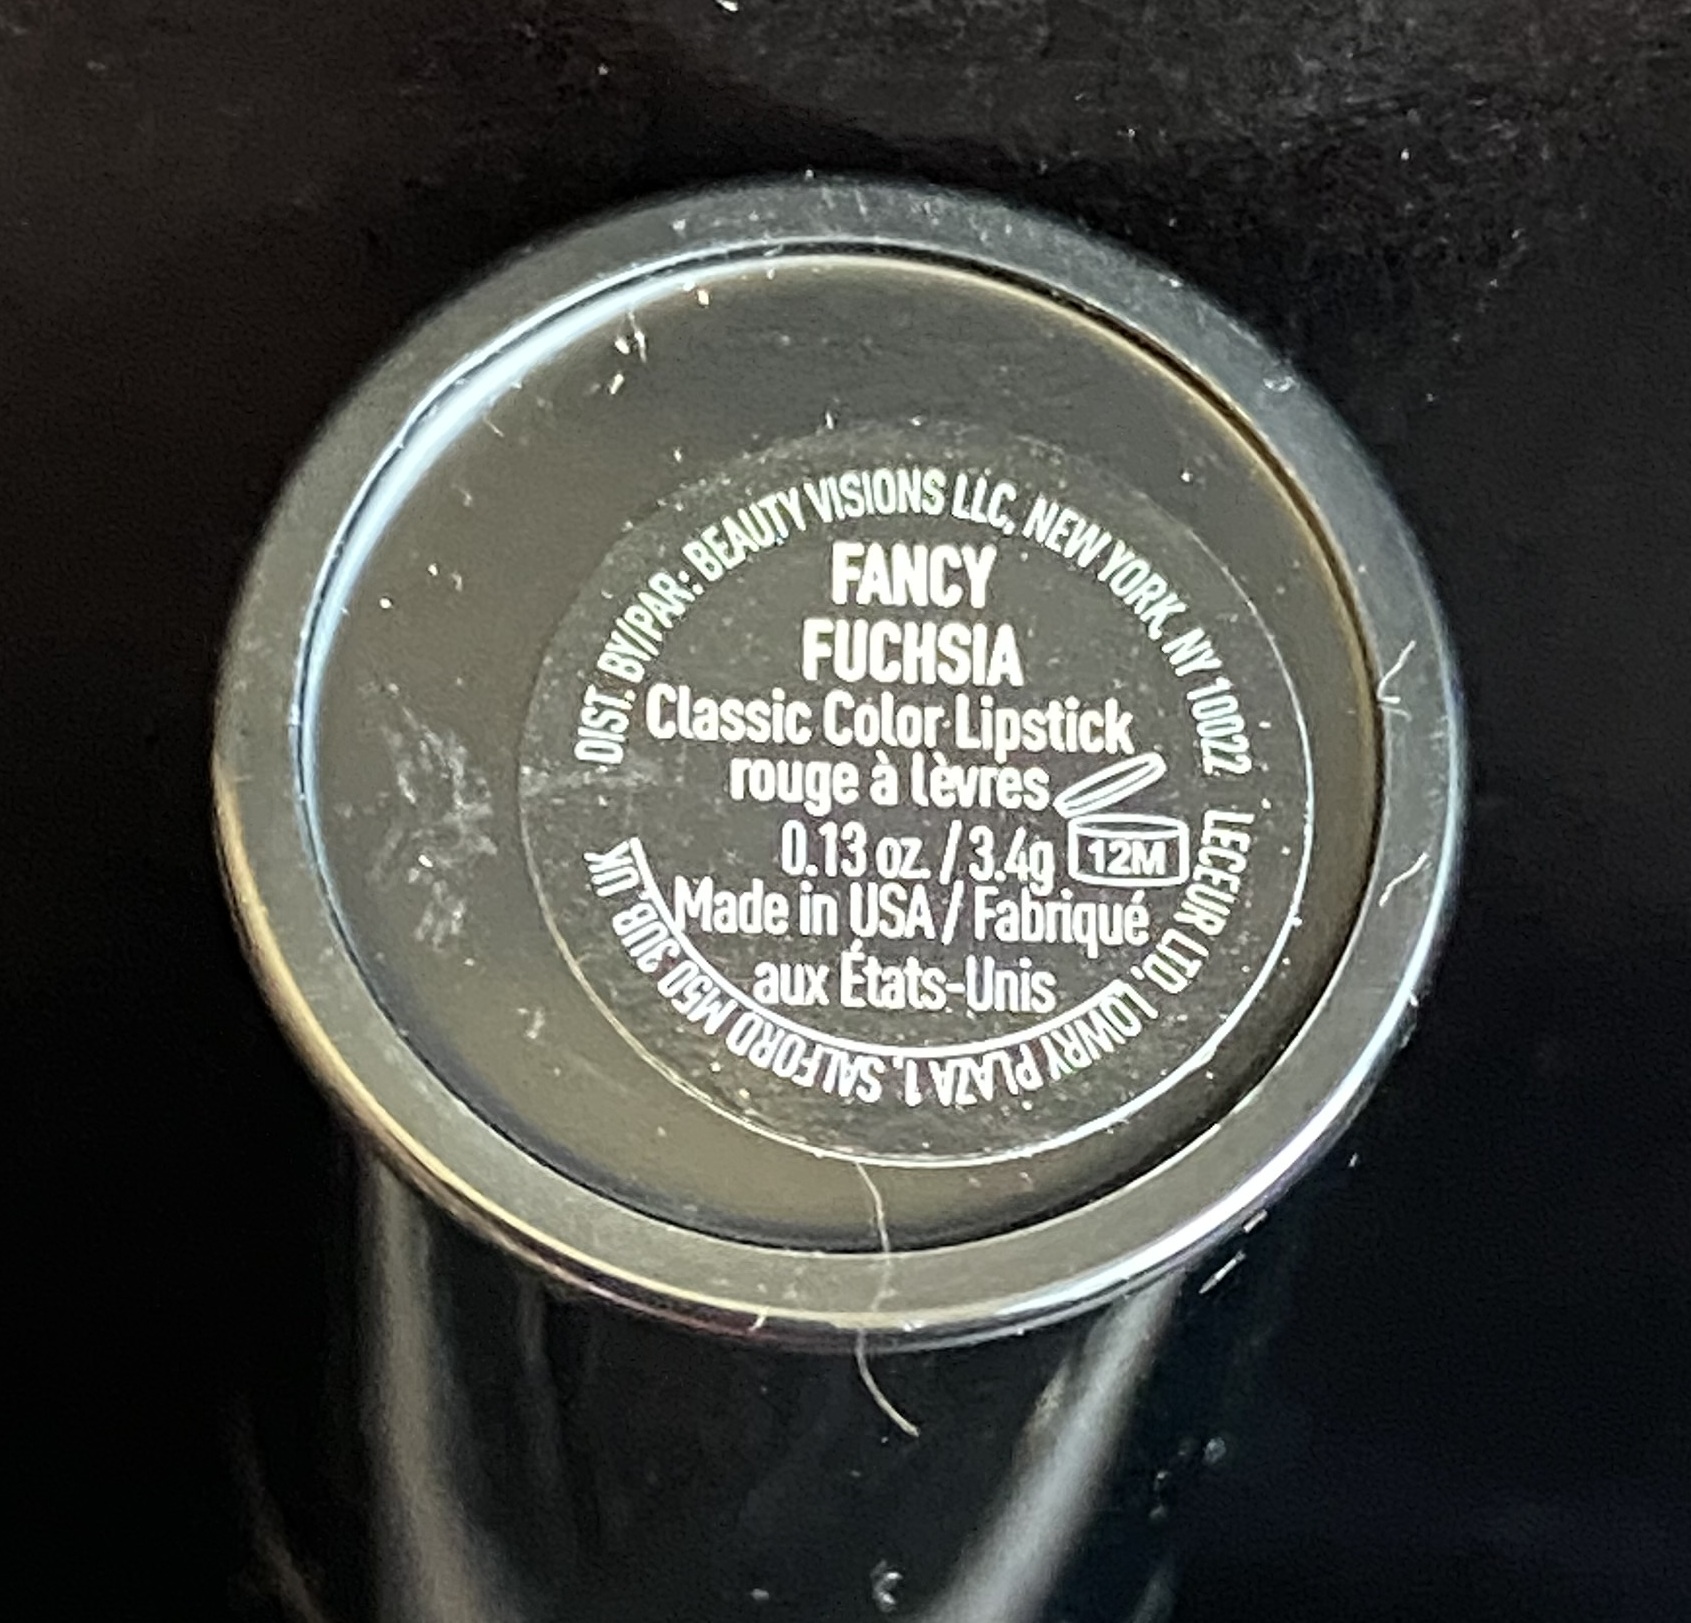 DIST. BY/PAR: BEAUTY VISIONS LLC, NEW YORK, NY 10022
FANCY
FUCHSIA
Classic Color Lipstick
rouge à lèvres
0.13 oz. / 3.4g
12M
Made in USA / Fabriqué
aux États-Unis
LECEUR LTD, LOWRY PLAZA 1, SALFORD M50 3UB, UK